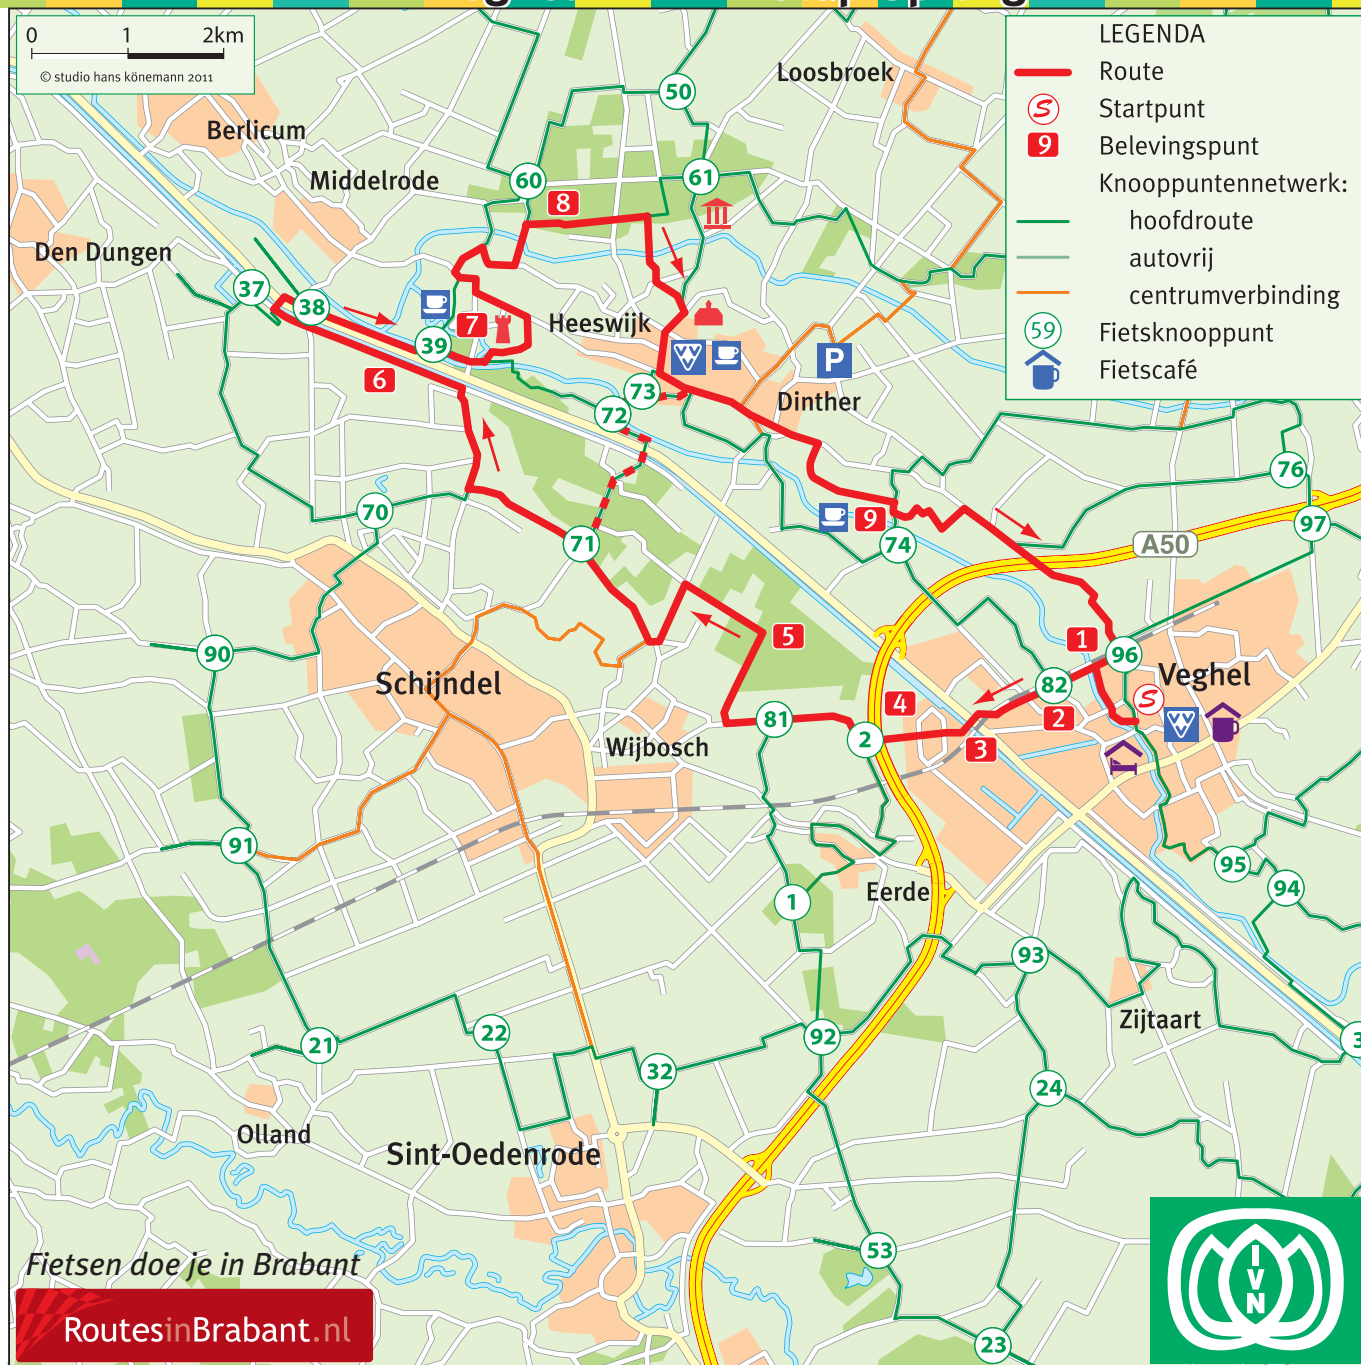 0 1 2km
© studio hans könemann 2011
LEGENDA
Route
S Startpunt
9 Belevingspunt
Knooppuntennetwerk:
hoofdroute
autovrij
centrumverbinding
59 Fietsknooppunt
Fietscafé
Loosbroek
50
Berlicum
Middelrode
60
61
8
Den Dungen
37
38
7
Heeswijk
39
6
VVV
P
73
72
Dinther
76
70
9
97
71
74
A50
5
1
96
90
Schijndel
82
Veghel
S
4
2
81
2
3
VVV
Wijbosch
91
95
94
1
Eerde
93
Zijtaart
21
22
92
3
32
24
Olland
Sint-Oedenrode
53
23
Fietsen doe je in Brabant
RoutesinBrabant.nl
IVN